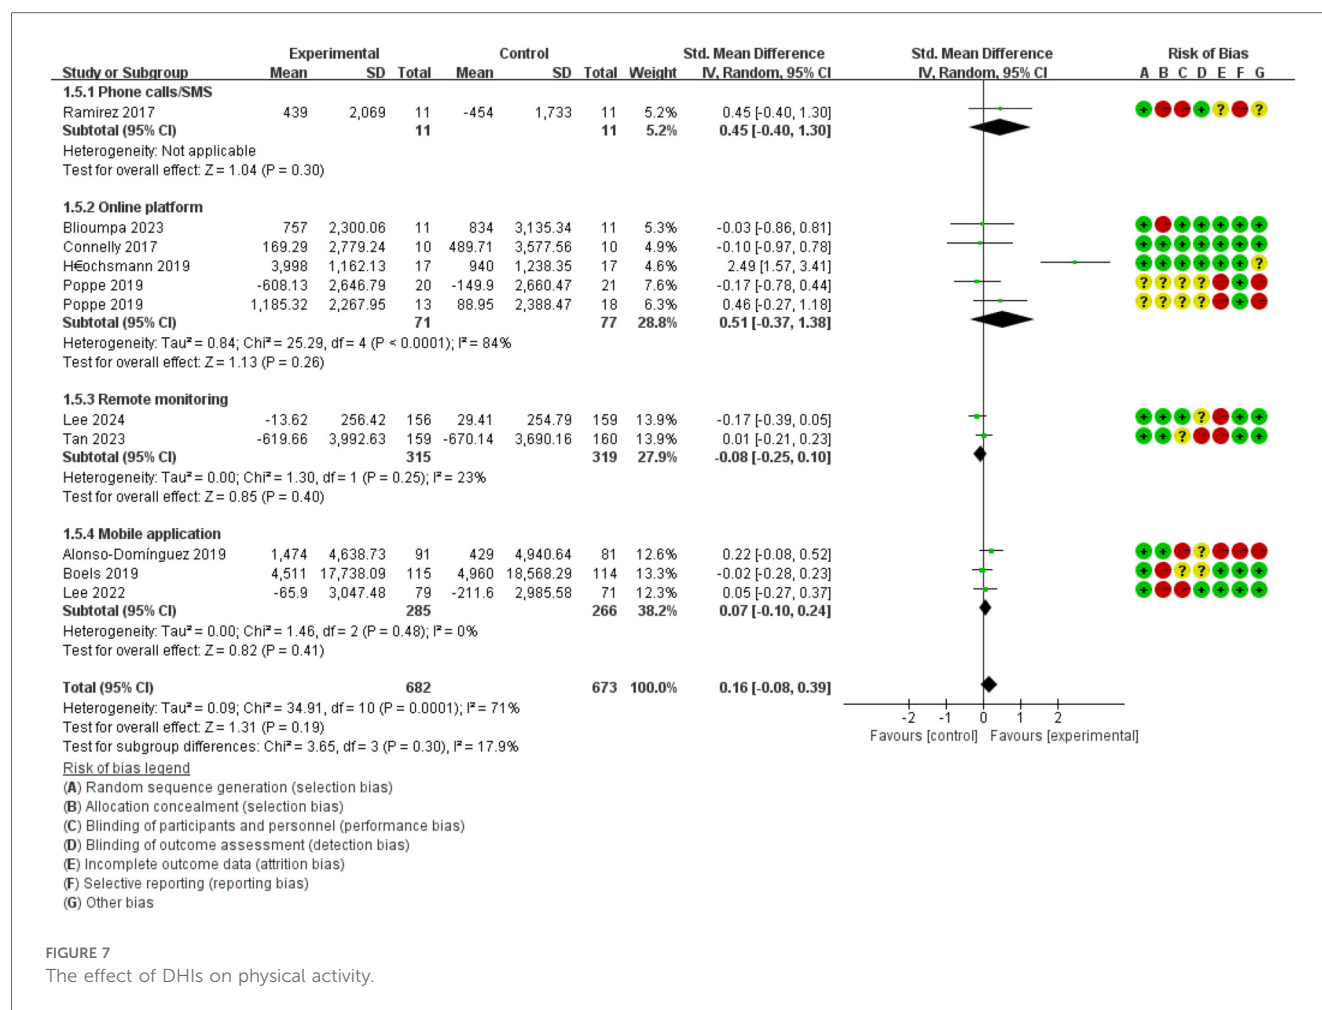 Experimental Control Std. Mean Difference Std. Mean Difference Risk of Bias
Study or Subgroup Mean SD Total Mean SD Total Weight IV, Random, 95% CI IV, Random, 95% CI A B C D E F G
1.5.1 Phone calls/SMS
Ramirez 2017 439 2,069 11 -454 1,733 11 5.2% 0.45 [-0.40, 1.30] + - - + ? - ?
Subtotal (95% CI) 11 11 5.2% 0.45 [-0.40, 1.30]
Heterogeneity: Not applicable
Test for overall effect: Z = 1.04 (P = 0.30)
1.5.2 Online platform
Blioumpa 2023 757 2,300.06 11 834 3,135.34 11 5.3% -0.03 [-0.86, 0.81] + - + + + + +
Connelly 2017 169.29 2,779.24 10 489.71 3,577.56 10 4.9% -0.10 [-0.97, 0.78] + + + + + + +
H€ochsmann 2019 3,998 1,162.13 17 940 1,238.35 17 4.6% 2.49 [1.57, 3.41] + + + + + + ?
Poppe 2019 -608.13 2,646.79 20 -149.9 2,660.47 21 7.6% -0.17 [-0.78, 0.44] ? ? ? ? - + -
Poppe 2019 1,185.32 2,267.95 13 88.95 2,388.47 18 6.3% 0.46 [-0.27, 1.18] ? ? ? ? - + -
Subtotal (95% CI) 71 77 28.8% 0.51 [-0.37, 1.38]
Heterogeneity: Tau² = 0.84; Chi² = 25.29, df = 4 (P < 0.0001); I² = 84%
Test for overall effect: Z = 1.13 (P = 0.26)
1.5.3 Remote monitoring
Lee 2024 -13.62 256.42 156 29.41 254.79 159 13.9% -0.17 [-0.39, 0.05] + + + ? - + +
Tan 2023 -619.66 3,992.63 159 -670.14 3,690.16 160 13.9% 0.01 [-0.21, 0.23] + + ? - - + +
Subtotal (95% CI) 315 319 27.9% -0.08 [-0.25, 0.10]
Heterogeneity: Tau² = 0.00; Chi² = 1.30, df = 1 (P = 0.25); I² = 23%
Test for overall effect: Z = 0.85 (P = 0.40)
1.5.4 Mobile application
Alonso-Domínguez 2019 1,474 4,638.73 91 429 4,940.64 81 12.6% 0.22 [-0.08, 0.52] + + - ? - - -
Boels 2019 4,511 17,738.09 115 4,960 18,568.29 114 13.3% -0.02 [-0.28, 0.23] + - ? ? + + +
Lee 2022 -65.9 3,047.48 79 -211.6 2,985.58 71 12.3% 0.05 [-0.27, 0.37] + - - + + + +
Subtotal (95% CI) 285 266 38.2% 0.07 [-0.10, 0.24]
Heterogeneity: Tau² = 0.00; Chi² = 1.46, df = 2 (P = 0.48); I² = 0%
Test for overall effect: Z = 0.82 (P = 0.41)
Total (95% CI) 682 673 100.0% 0.16 [-0.08, 0.39]
Heterogeneity: Tau² = 0.09; Chi² = 34.91, df = 10 (P = 0.0001); I² = 71%
Test for overall effect: Z = 1.31 (P = 0.19)
Test for subgroup differences: Chi² = 3.65, df = 3 (P = 0.30), I² = 17.9%
-2 -1 0 1 2
Favours [control] Favours [experimental]
Risk of bias legend
(A) Random sequence generation (selection bias)
(B) Allocation concealment (selection bias)
(C) Blinding of participants and personnel (performance bias)
(D) Blinding of outcome assessment (detection bias)
(E) Incomplete outcome data (attrition bias)
(F) Selective reporting (reporting bias)
(G) Other bias
FIGURE 7
The effect of DHIs on physical activity.